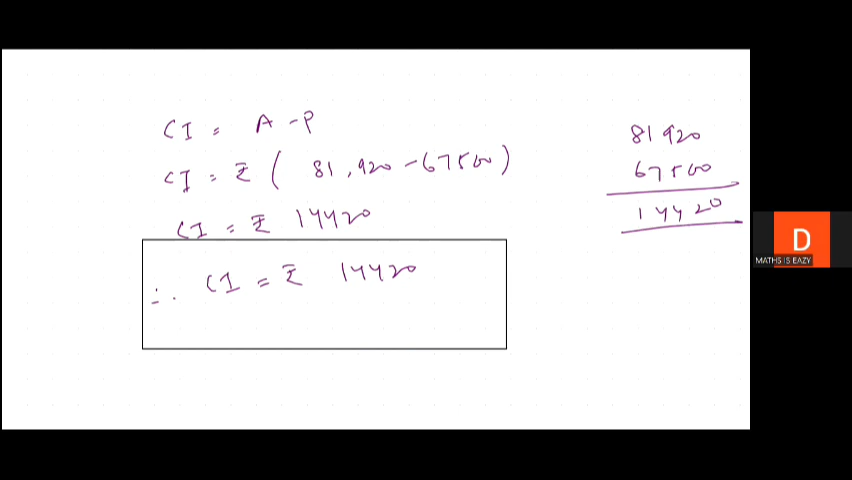 CI = A - P
CI = ₹ ( 81,920 - 67500 )
CI = ₹ 14420
∴ CI = ₹ 14420
81920
67500
14420
D
MATHS IS EAZY